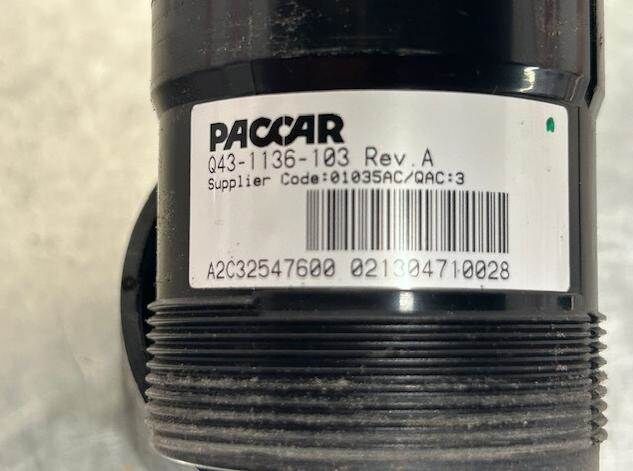 PACCAR
Q43-1136-103 Rev.A
Supplier Code:01035AC/QAC:3
A2C32547600 021304710028